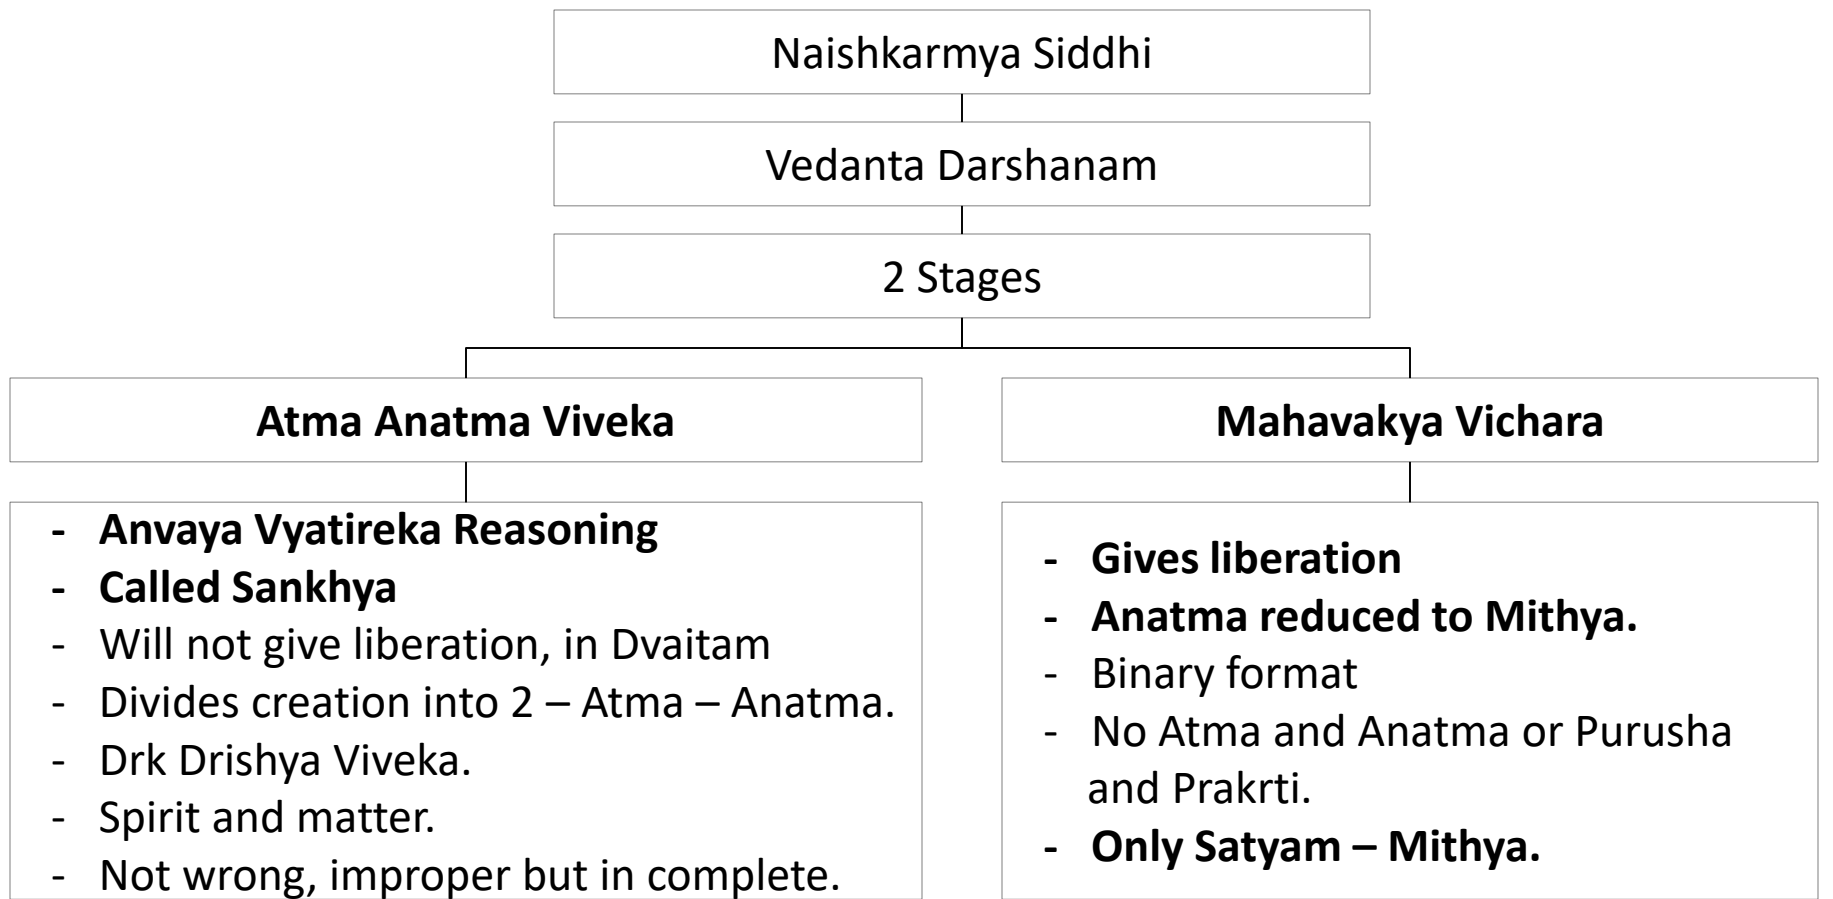 Naishkarmya Siddhi
Vedanta Darshanam
2 Stages
Atma Anatma Viveka
- Anvaya Vyatireka Reasoning
- Called Sankhya
- Will not give liberation, in Dvaitam
- Divides creation into 2 – Atma – Anatma.
- Drk Drishya Viveka.
- Spirit and matter.
- Not wrong, improper but in complete.
Mahavakya Vichara
- Gives liberation
- Anatma reduced to Mithya.
- Binary format
- No Atma and Anatma or Purusha
and Prakrti.
- Only Satyam – Mithya.